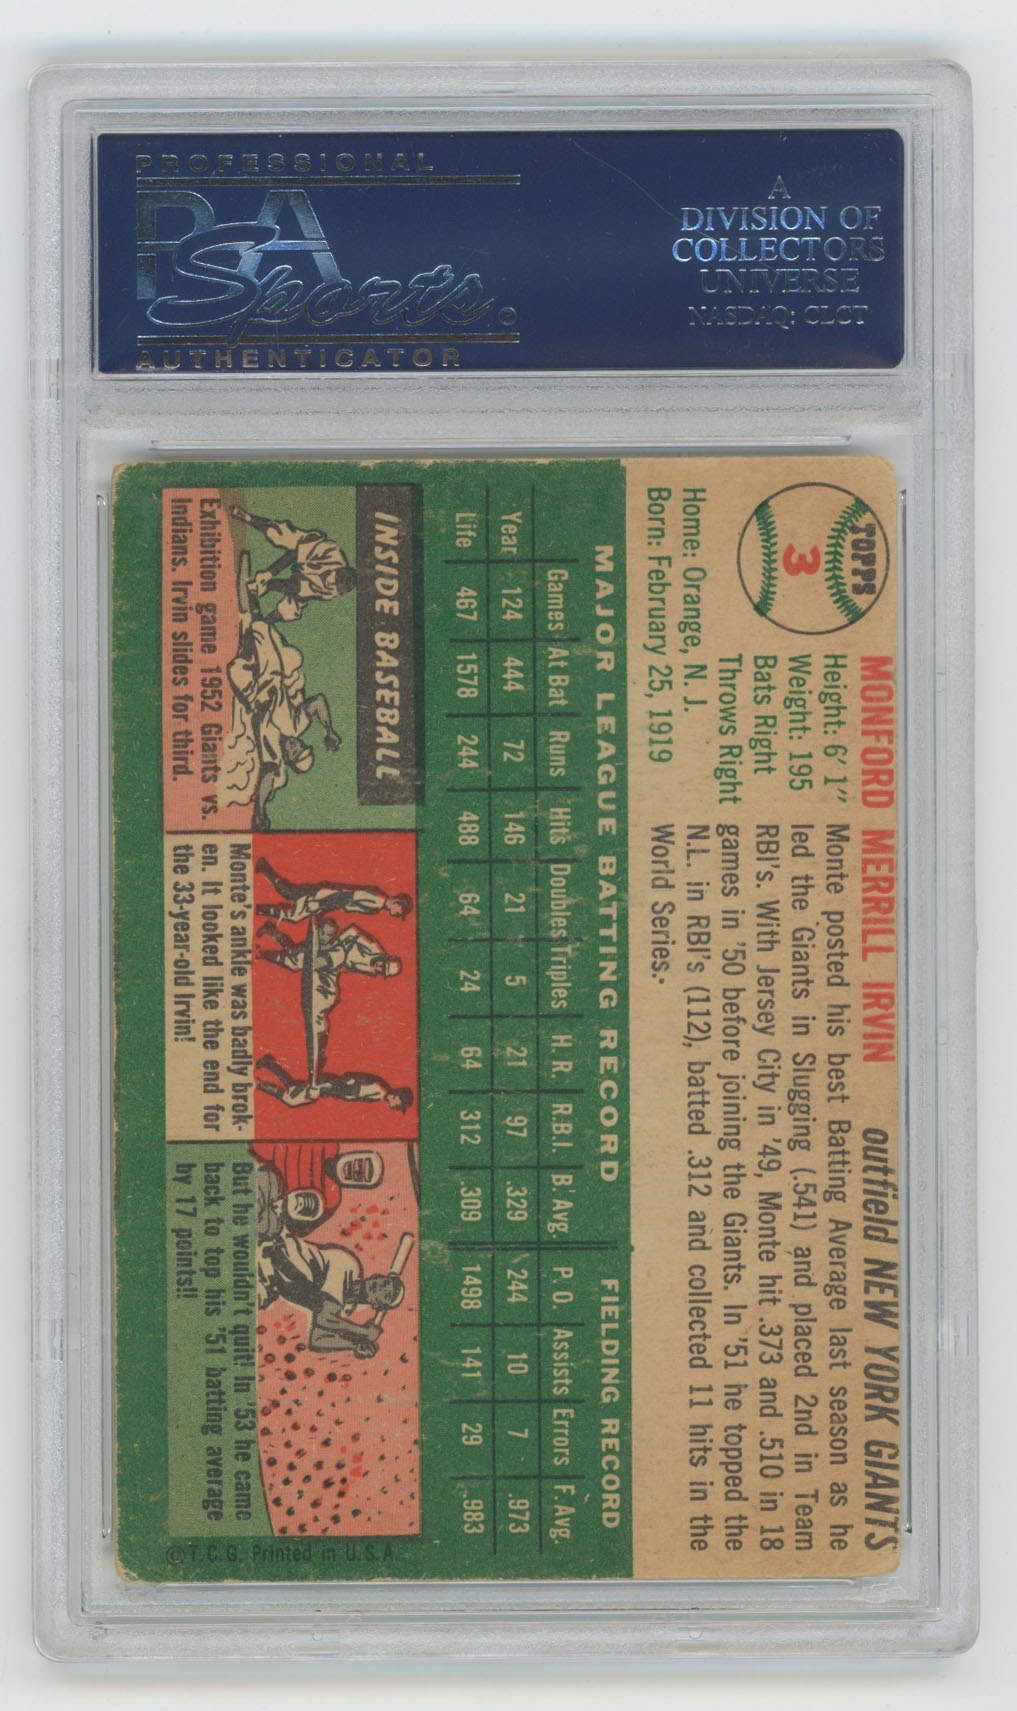 PROFESSIONAL
PSA
Sports
AUTHENTICATOR
A
DIVISION OF
COLLECTORS
UNIVERSE
NASDAQ: CLCT
TOPPS
3
MONFORD MERRILL IRVIN outfield NEW YORK GIANTS
Height: 6'1"
Weight: 195
Bats Right
Throws Right
Home: Orange, N. J.
Born: February 25, 1919
Monte posted his best Batting Average last season as he
led the Giants in Slugging (.541) and placed 2nd in Team
RBI's. With Jersey City in '49, Monte hit .373 and .510 in 18
games in '50 before joining the Giants. In '51 he topped the
N.L. in RBI's (112), batted .312 and collected 11 hits in the
World Series.
MAJOR LEAGUE BATTING RECORD FIELDING RECORD
Games At Bat Runs Hits Doubles Triples H. R. R.B.I. B'Avg. P. O. Assists Errors F. Avg.
Year 124 444 72 146 21 5 21 97 .329 244 10 7 .973
Life 467 1578 244 488 64 24 64 312 .309 1498 141 29 .983
INSIDE BASEBALL
Exhibition game 1952 Giants vs.
Indians. Irvin slides for third.
Monte's ankle was badly brok-
en. It looked like the end for
the 33-year-old Irvin!
But he wouldn't quit! In '53 he came
back to top his '51 batting average
by 17 points!!
© T. C. G. Printed in U. S. A.